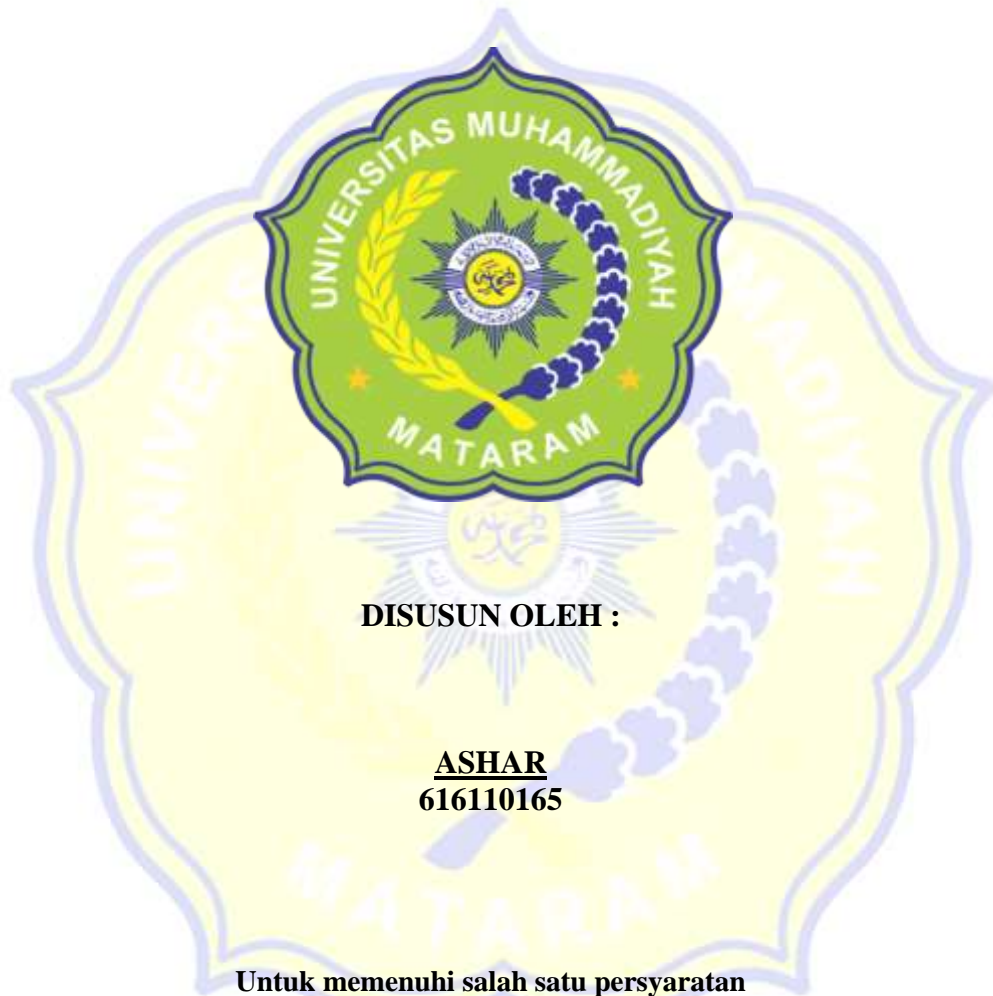 UNIVERSITAS MUHAMMADIYAH
MATARAM
DISUSUN OLEH :
ASHAR
616110165
Untuk memenuhi salah satu persyaratan